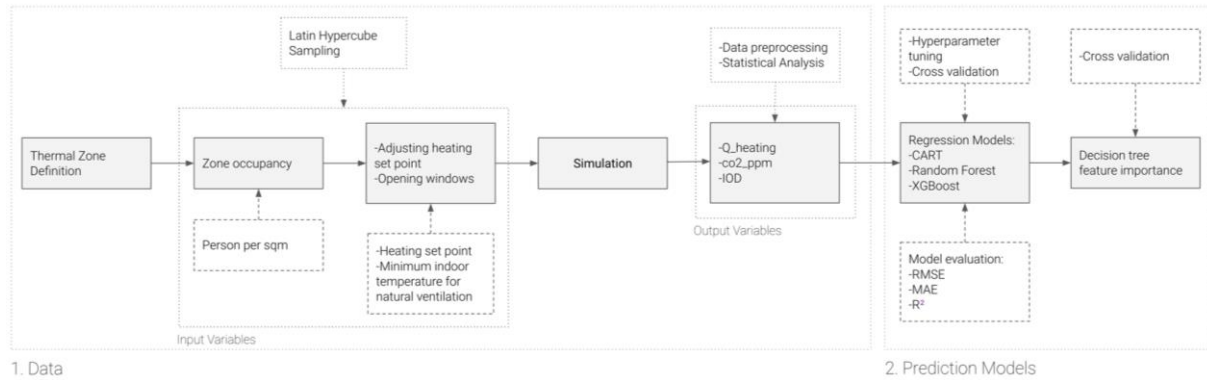 Latin Hypercube
Sampling
-Data preprocessing
-Statistical Analysis
-Hyperparameter
tuning
-Cross validation
-Cross validation
Thermal Zone
Definition
Zone occupancy
-Adjusting heating
set point
-Opening windows
Simulation
-Q_heating
-co2_ppm
-IOD
Regression Models:
-CART
-Random Forest
-XGBoost
Decision tree
feature importance
Person per sqm
-Heating set point
-Minimum indoor
temperature for
natural ventilation
Output Variables
Model evaluation:
-RMSE
-MAE
-R²
Input Variables
1. Data
2. Prediction Models